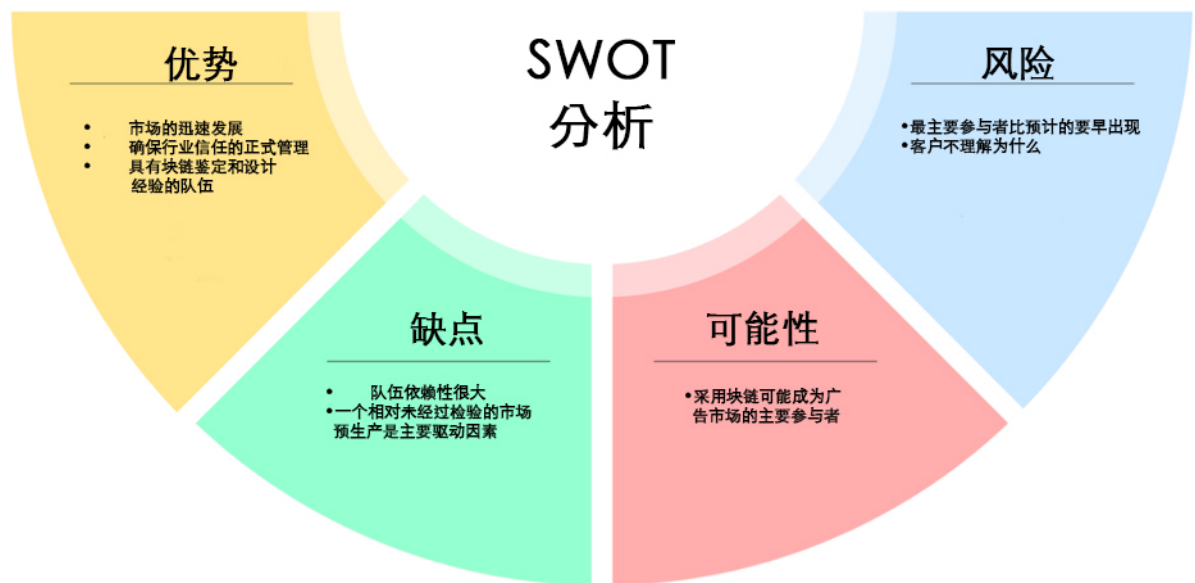 SWOT
分析
优势
• 市场的迅速发展
• 确保行业信任的正式管理
• 具有块链鉴定和设计
经验的队伍
缺点
• 队伍依赖性很大
•一个相对未经过检验的市场
预生产是主要驱动因素
可能性
•采用块链可能成为广
告市场的主要参与者
风险
•最主要参与者比预计的要早出现
•客户不理解为什么